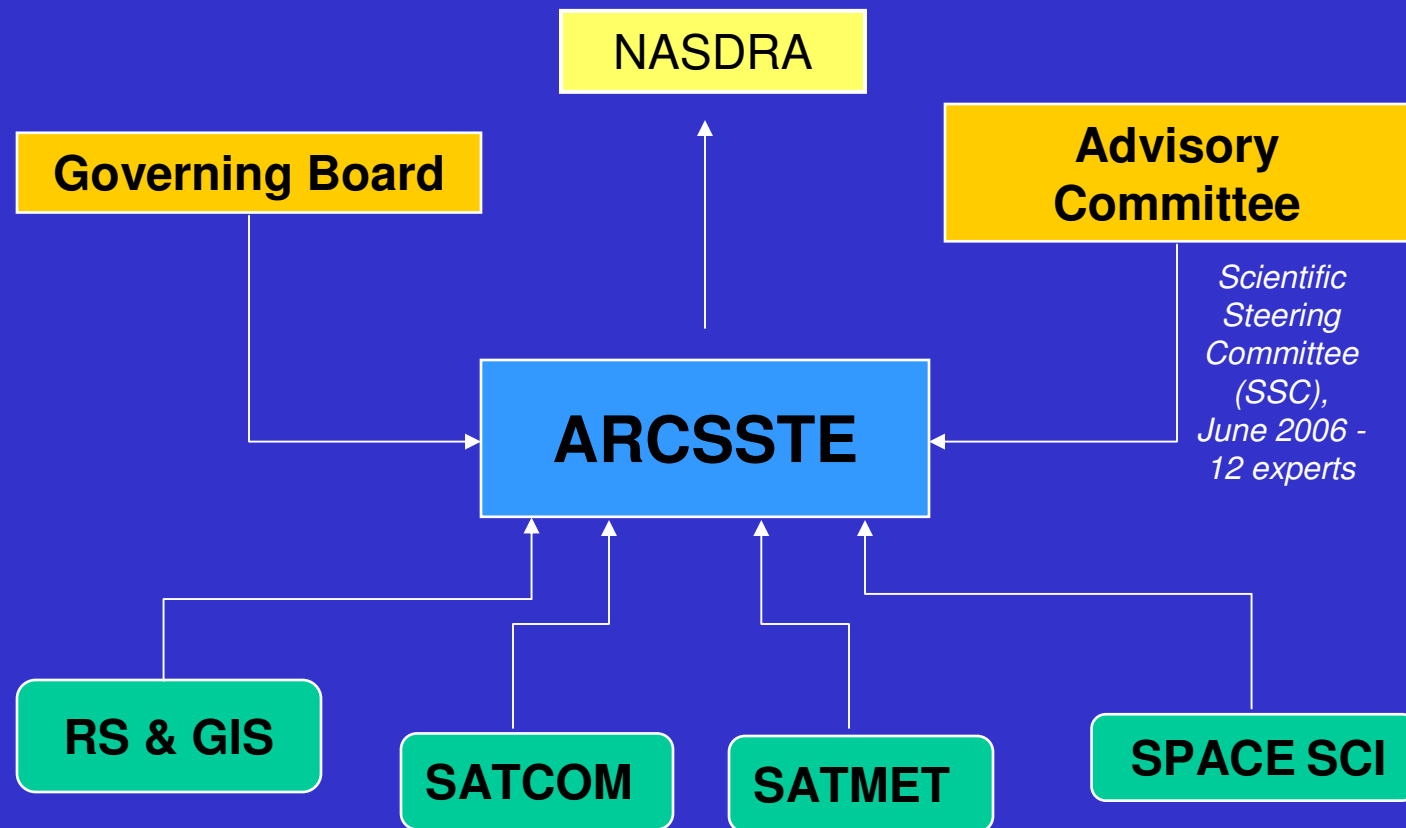 NASDRA
Governing Board
Advisory
Committee
Scientific
Steering
Committee
(SSC),
June 2006 -
12 experts
ARCSSTE
RS & GIS
SATCOM
SATMET
SPACE SCI